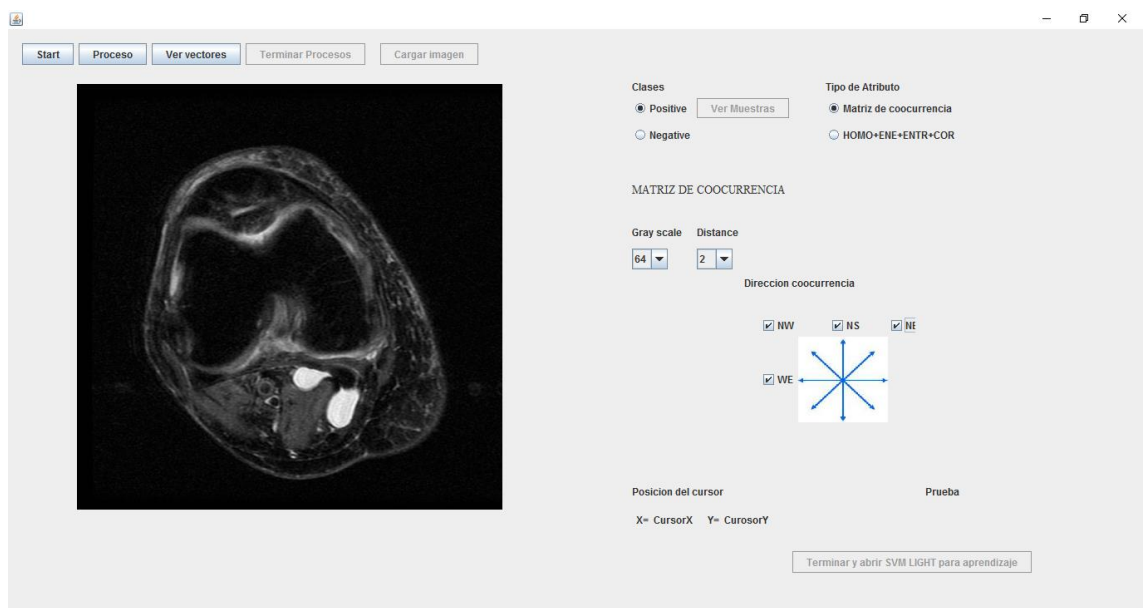 Start Proceso Ver vectores Terminar Procesos Cargar imagen
Clases Tipo de Atributo
Positive Ver Muestras Matriz de coocurrencia
Negative HOMO+ENE+ENTR+COR
MATRIZ DE COOCURRENCIA
Gray scale Distance
64 2
Direccion coocurrencia
NW NS NE
WE
Posicion del cursor Prueba
X= CursorX Y= CurosorY
Terminar y abrir SVM LIGHT para aprendizaje